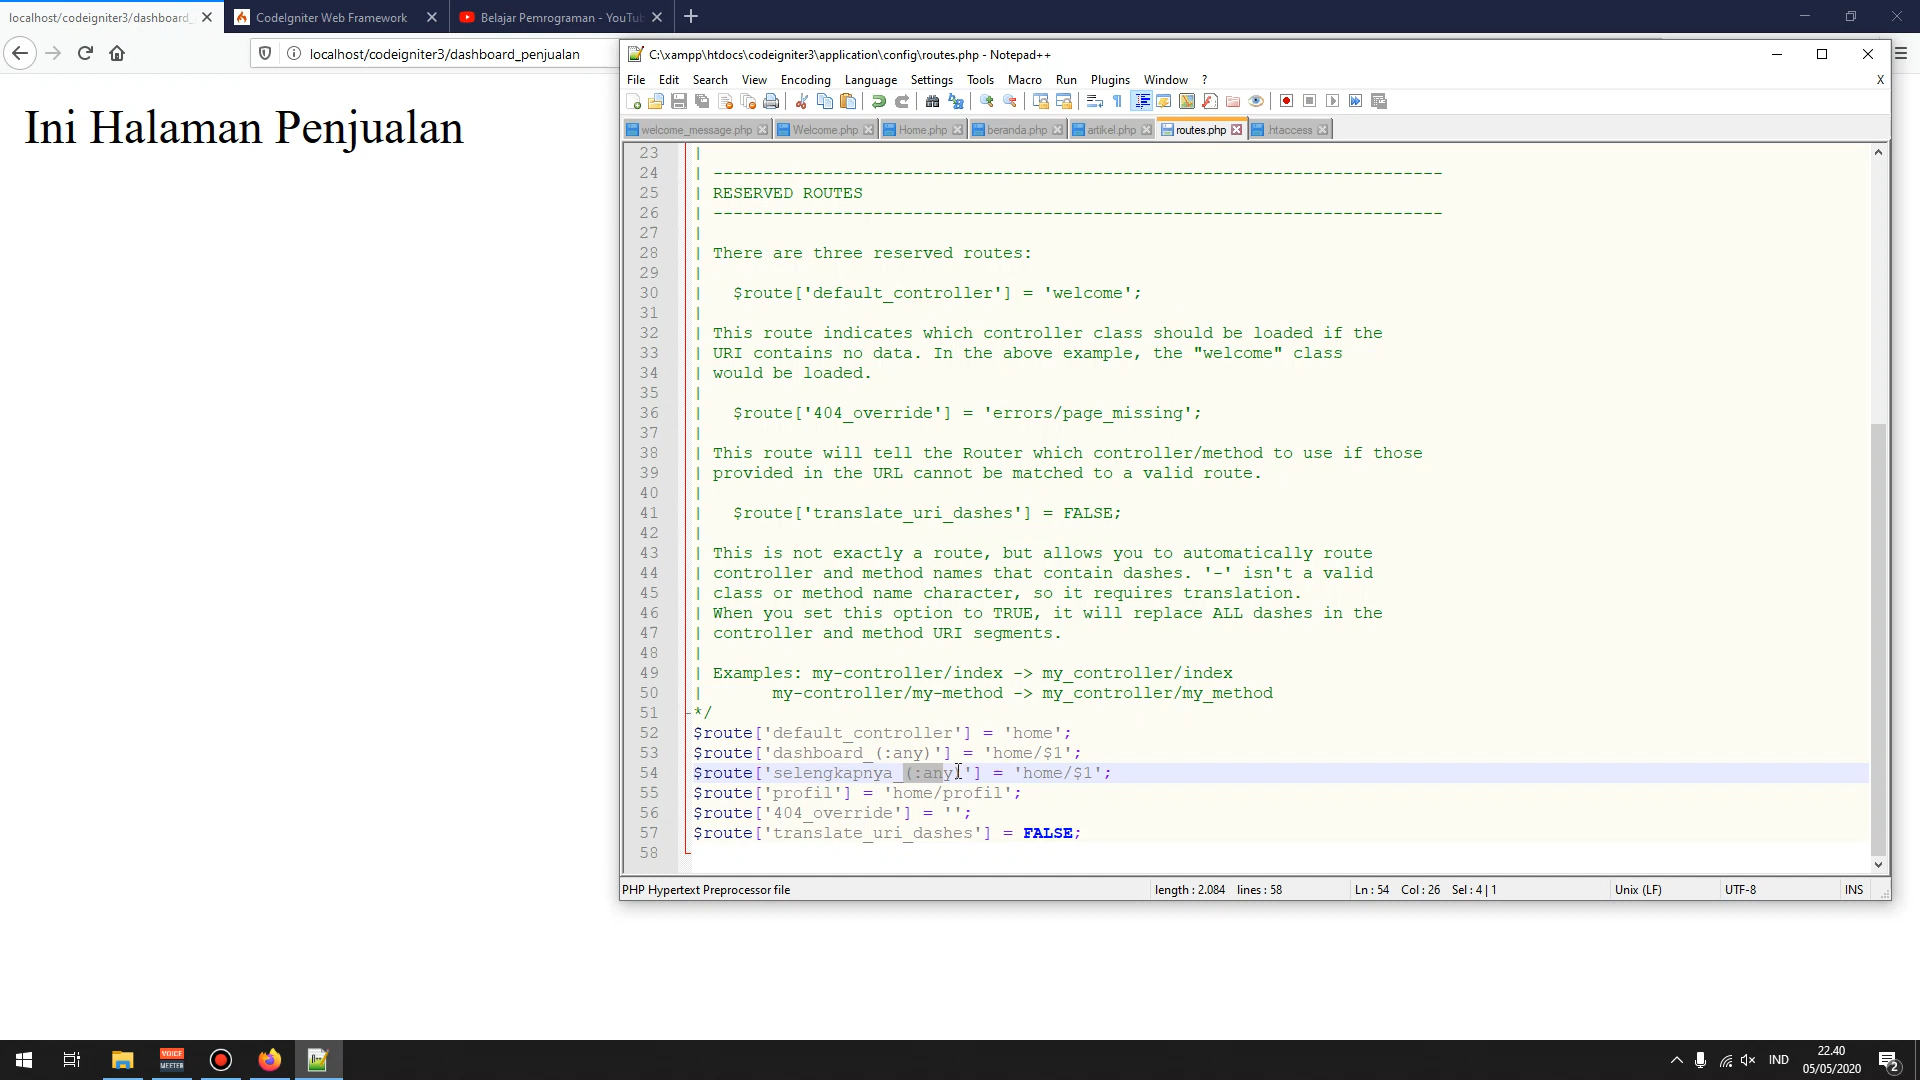 localhost/codeigniter3/dashboard_
CodeIgniter Web Framework
Belajar Pemrograman - YouTu
localhost/codeigniter3/dashboard_penjualan
Ini Halaman Penjualan
C:\xampp\htdocs\codeigniter3\application\config\routes.php - Notepad++
File Edit Search View Encoding Language Settings Tools Macro Run Plugins Window ?
X
welcome_message.php Welcome.php Home.php beranda.php artikel.php routes.php .htaccess
23 |
24 | -------------------------------------------------------------------------
25 | RESERVED ROUTES
26 | -------------------------------------------------------------------------
27 |
28 | There are three reserved routes:
29 |
30 | $route['default_controller'] = 'welcome';
31 |
32 | This route indicates which controller class should be loaded if the
33 | URI contains no data. In the above example, the "welcome" class
34 | would be loaded.
35 |
36 | $route['404_override'] = 'errors/page_missing';
37 |
38 | This route will tell the Router which controller/method to use if those
39 | provided in the URL cannot be matched to a valid route.
40 |
41 | $route['translate_uri_dashes'] = FALSE;
42 |
43 | This is not exactly a route, but allows you to automatically route
44 | controller and method names that contain dashes. '-' isn't a valid
45 | class or method name character, so it requires translation.
46 | When you set this option to TRUE, it will replace ALL dashes in the
47 | controller and method URI segments.
48 |
49 | Examples: my-controller/index -> my_controller/index
50 | my-controller/my-method -> my_controller/my_method
51 */
52 $route['default_controller'] = 'home';
53 $route['dashboard_(:any)'] = 'home/$1';
54 $route['selengkapnya_(:any)'] = 'home/$1';
55 $route['profil'] = 'home/profil';
56 $route['404_override'] = '';
57 $route['translate_uri_dashes'] = FALSE;
58
PHP Hypertext Preprocessor file length : 2.084 lines : 58 Ln : 54 Col : 26 Sel : 4 | 1 Unix (LF) UTF-8 INS
VOICE
MEETER
IND
22.40
05/05/2020
2